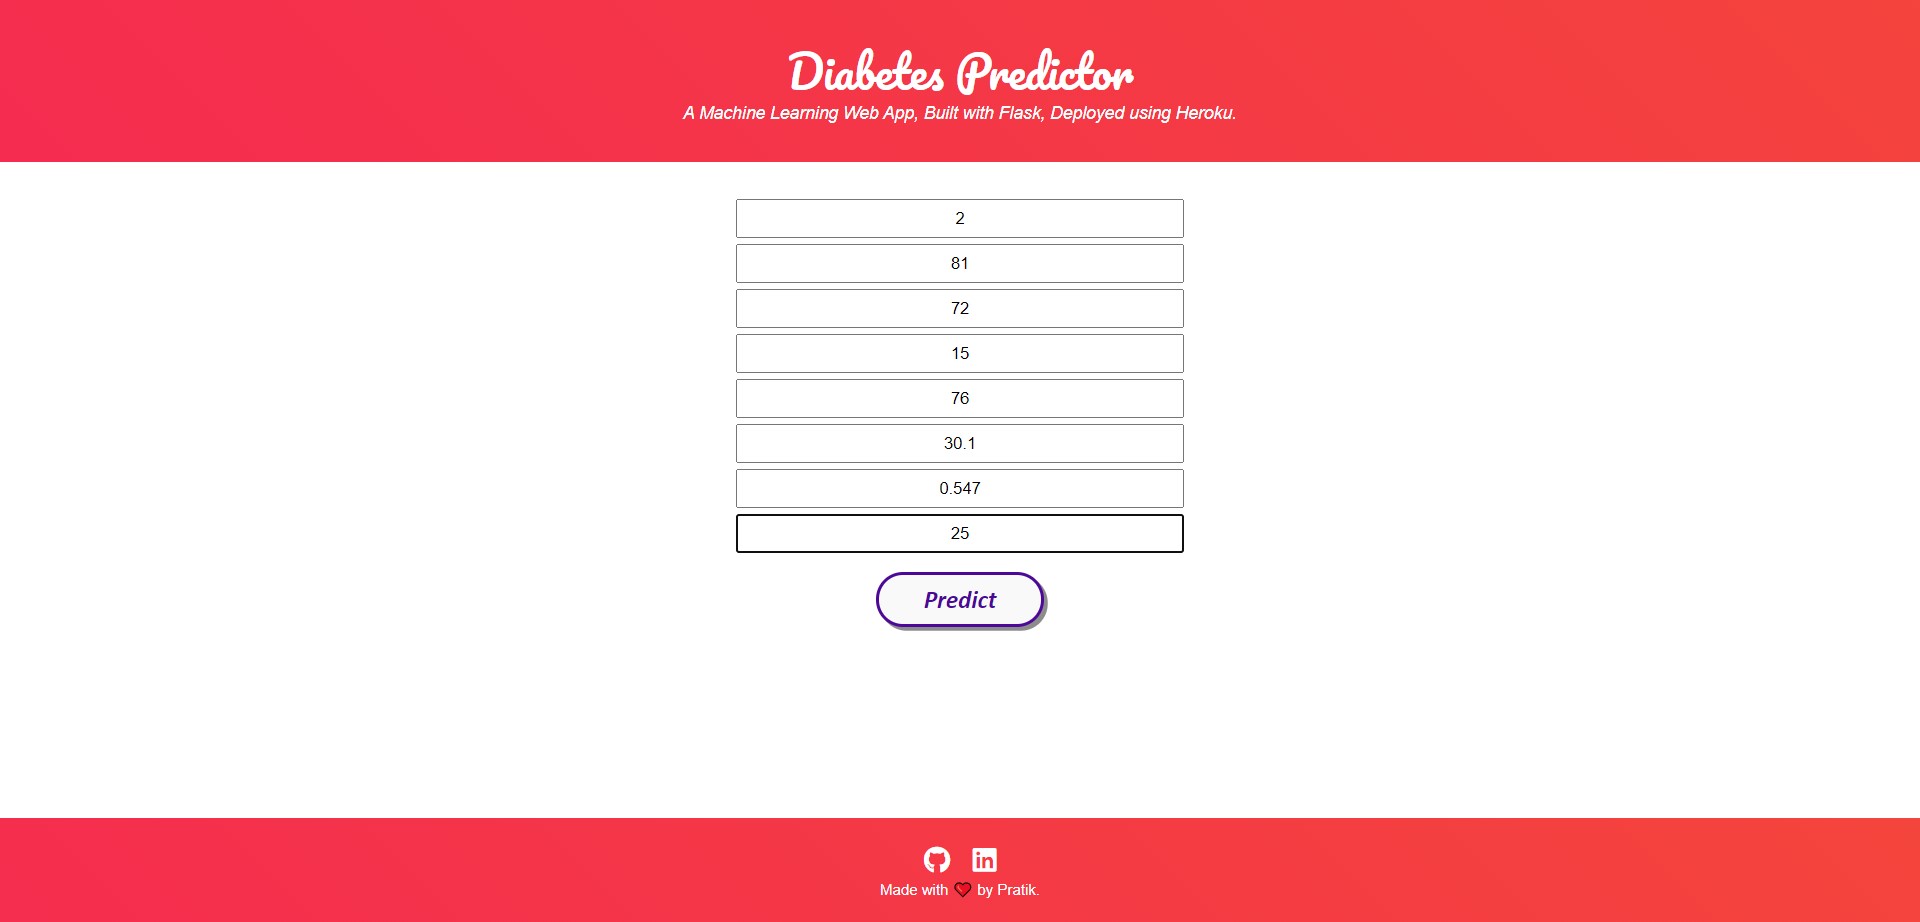 Diabetes Predictor
A Machine Learning Web App, Built with Flask, Deployed using Heroku.
2
81
72
15
76
30.1
0.547
25
Predict
in
Made with ❤ by Pratik.